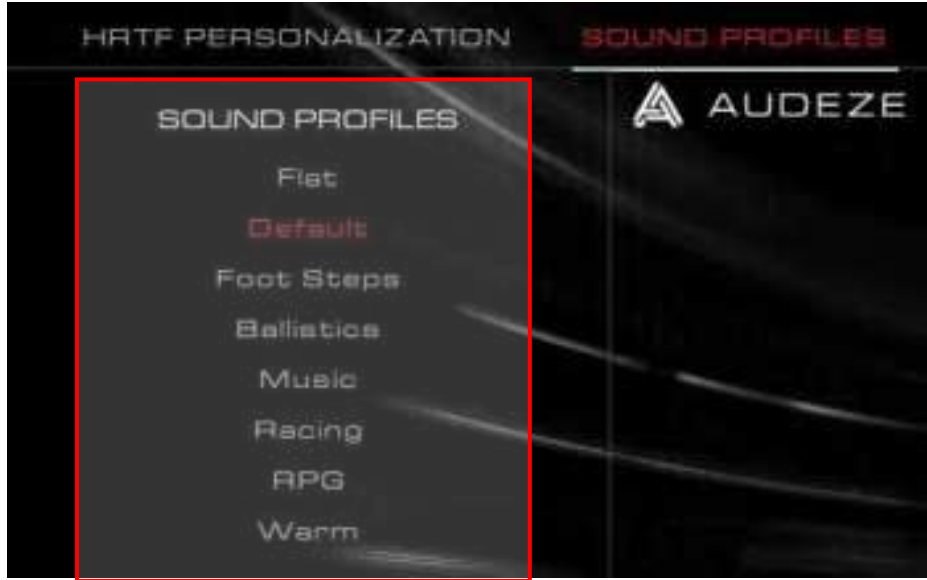 HRTF PERSONALIZATION SOUND PROFILES
AUDEZE
SOUND PROFILES
Flat
Default
Foot Steps
Ballistics
Music
Racing
RPG
Warm